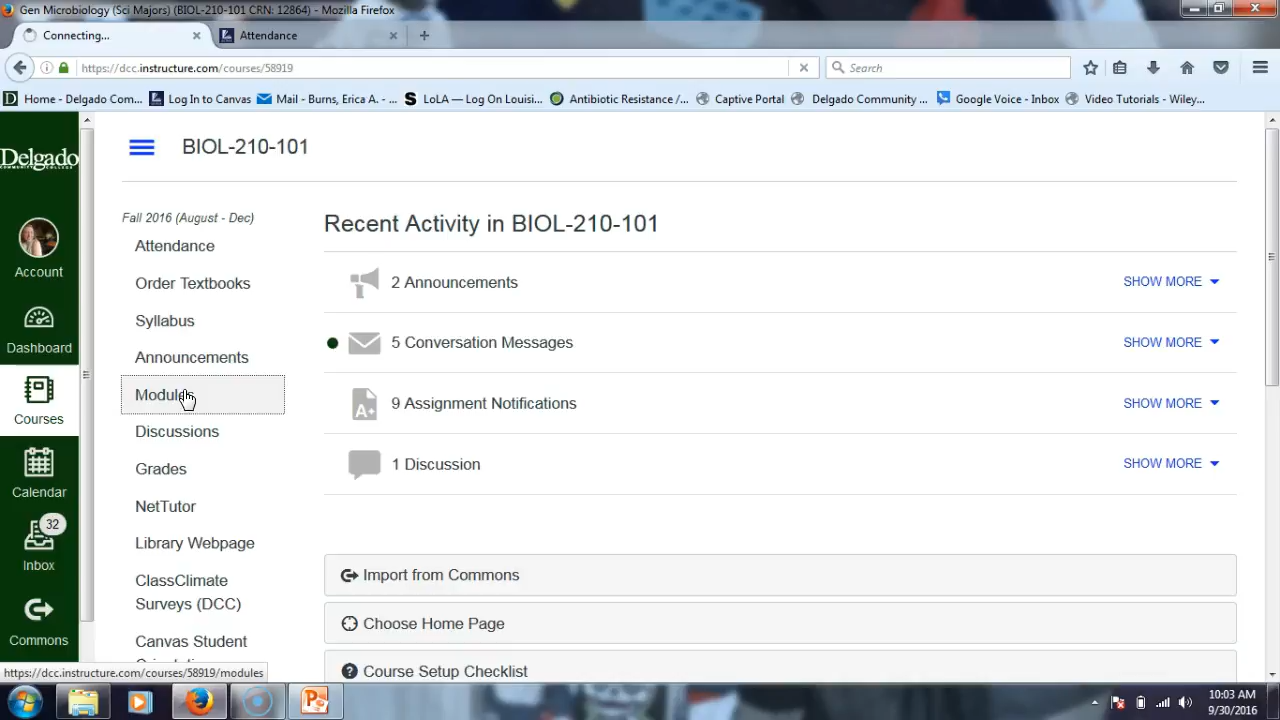 Gen Microbiology (Sci Majors) (BIOL-210-101 CRN: 12864) - Mozilla Firefox
Connecting...
Attendance
https://dcc.instructure.com/courses/58919
Search
Home - Delgado Com...
Log In to Canvas
Mail - Burns, Erica A. - ...
LoLA — Log On Louisi...
Antibiotic Resistance /...
Captive Portal
Delgado Community ...
Google Voice - Inbox
Video Tutorials - Wiley...
Delgado
COMMUNITY COLLEGE
Account
Dashboard
Courses
Calendar
32
Inbox
Commons
BIOL-210-101
Fall 2016 (August - Dec)
Attendance
Order Textbooks
Syllabus
Announcements
Modules
Discussions
Grades
NetTutor
Library Webpage
ClassClimate
Surveys (DCC)
Canvas Student
Recent Activity in BIOL-210-101
2 Announcements
SHOW MORE
5 Conversation Messages
SHOW MORE
A+
9 Assignment Notifications
SHOW MORE
1 Discussion
SHOW MORE
Import from Commons
Choose Home Page
Course Setup Checklist
https://dcc.instructure.com/courses/58919/modules
10:03 AM
9/30/2016